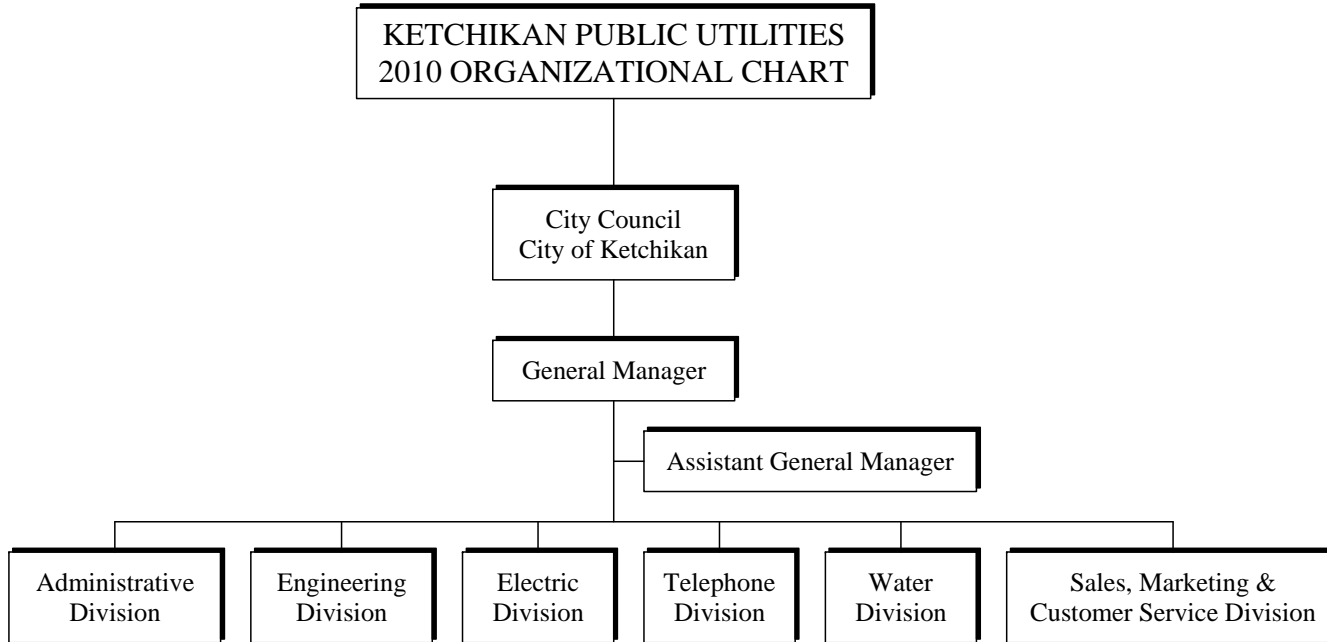 KETCHIKAN PUBLIC UTILITIES
2010 ORGANIZATIONAL CHART
City Council
City of Ketchikan
General Manager
Assistant General Manager
Administrative
Division
Engineering
Division
Electric
Division
Telephone
Division
Water
Division
Sales, Marketing &
Customer Service Division